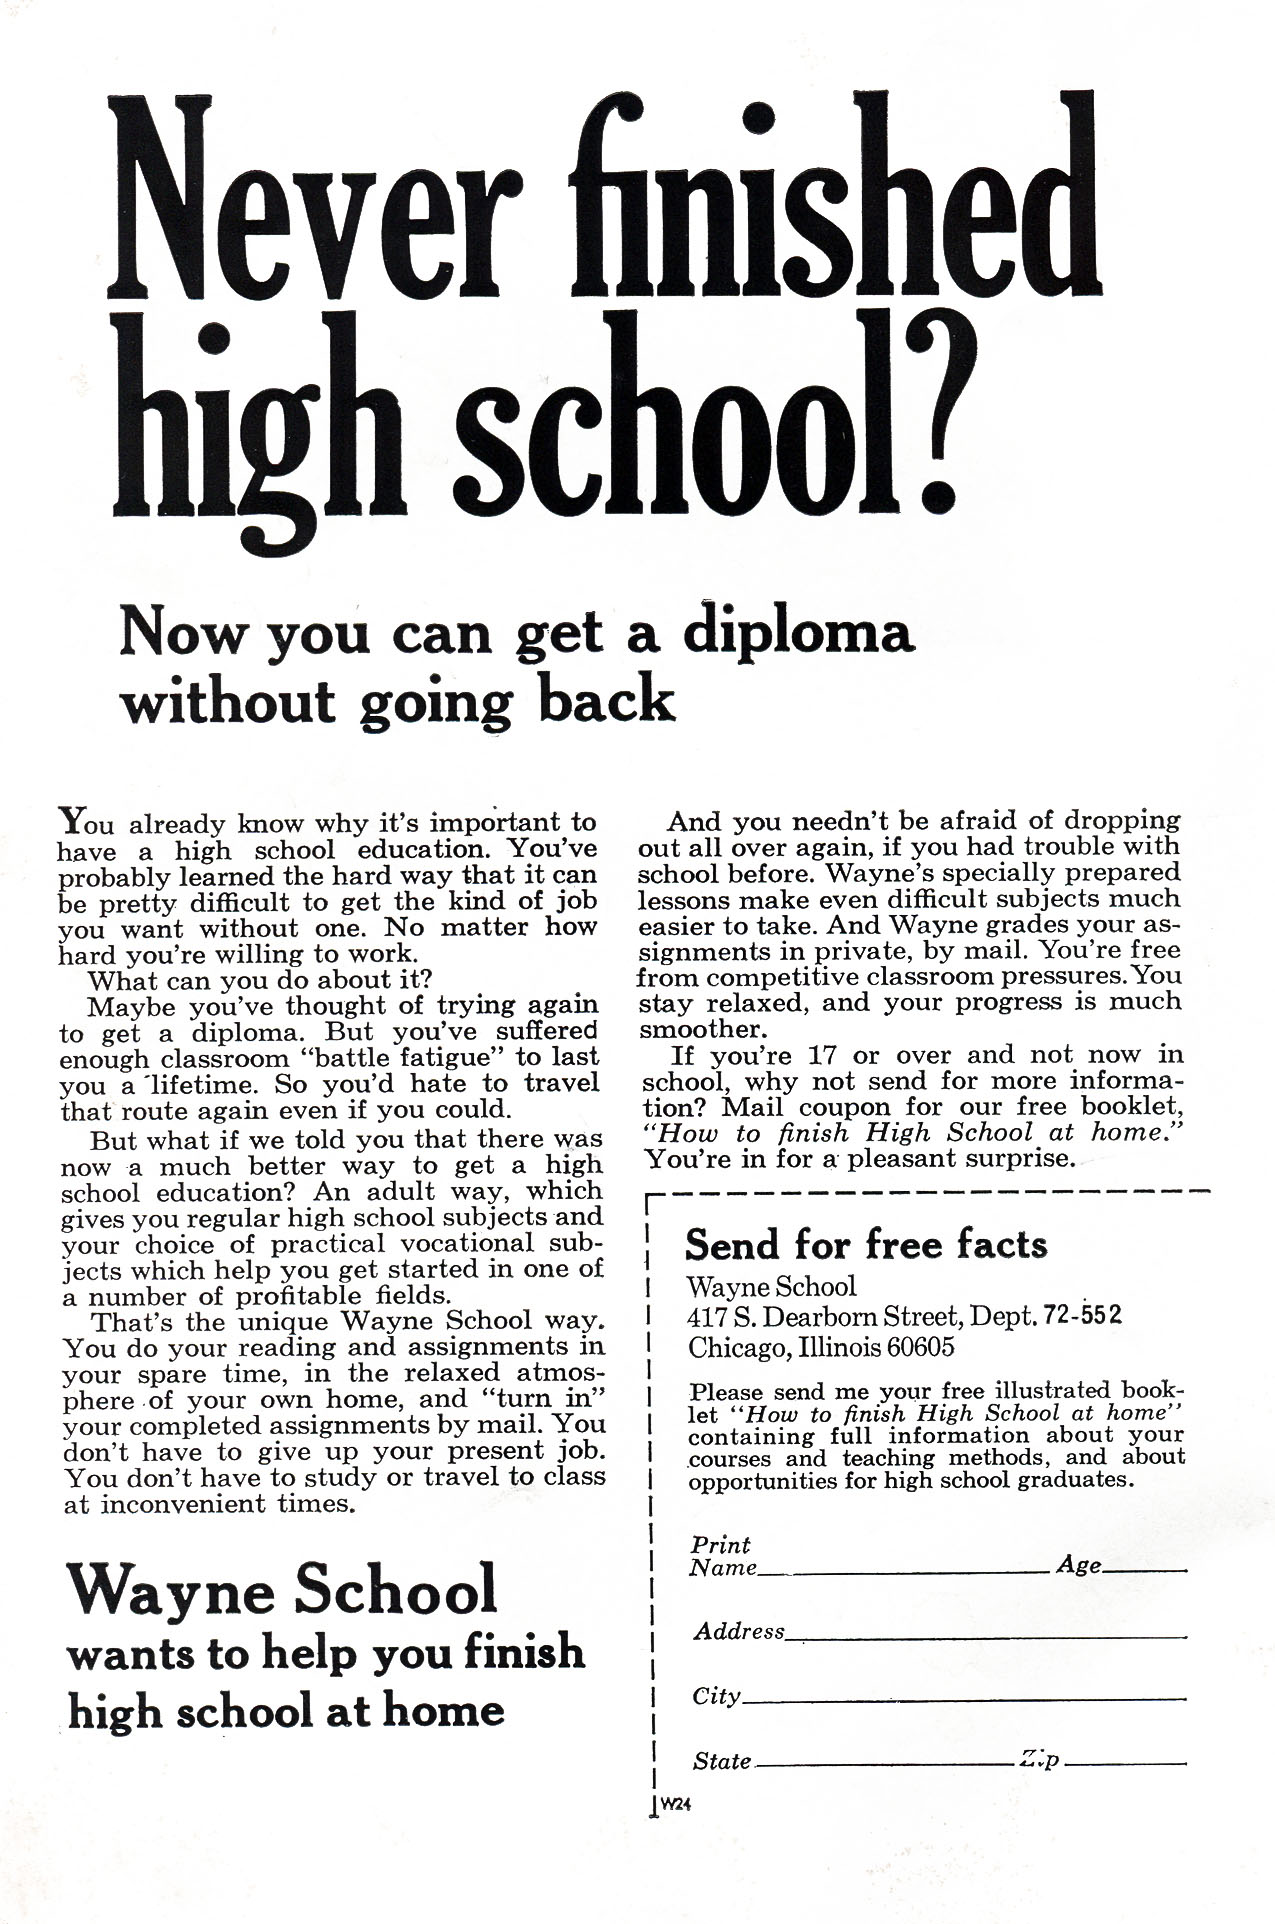 Never finished
high school?
Now you can get a diploma
without going back
You already know why it's important to
have a high school education. You've
probably learned the hard way that it can
be pretty difficult to get the kind of job
you want without one. No matter how
hard you're willing to work.
What can you do about it?
Maybe you've thought of trying again
to get a diploma. But you've suffered
enough classroom “battle fatigue” to last
you a lifetime. So you'd hate to travel
that route again even if you could.
But what if we told you that there was
now a much better way to get a high
school education? An adult way, which
gives you regular high school subjects and
your choice of practical vocational sub-
jects which help you get started in one of
a number of profitable fields.
That's the unique Wayne School way.
You do your reading and assignments in
your spare time, in the relaxed atmos-
phere of your own home, and “turn in”
your completed assignments by mail. You
don't have to give up your present job.
You don't have to study or travel to class
at inconvenient times.
Wayne School
wants to help you finish
high school at home
And you needn't be afraid of dropping
out all over again, if you had trouble with
school before. Wayne's specially prepared
lessons make even difficult subjects much
easier to take. And Wayne grades your as-
signments in private, by mail. You're free
from competitive classroom pressures. You
stay relaxed, and your progress is much
smoother.
If you're 17 or over and not now in
school, why not send for more informa-
tion? Mail coupon for our free booklet,
“How to finish High School at home.”
You're in for a pleasant surprise.
Send for free facts
Wayne School
417 S. Dearborn Street, Dept. 72-552
Chicago, Illinois 60605
Please send me your free illustrated book-
let “How to finish High School at home”
containing full information about your
courses and teaching methods, and about
opportunities for high school graduates.
Print
Name Age
Address
City
State Zip
W24